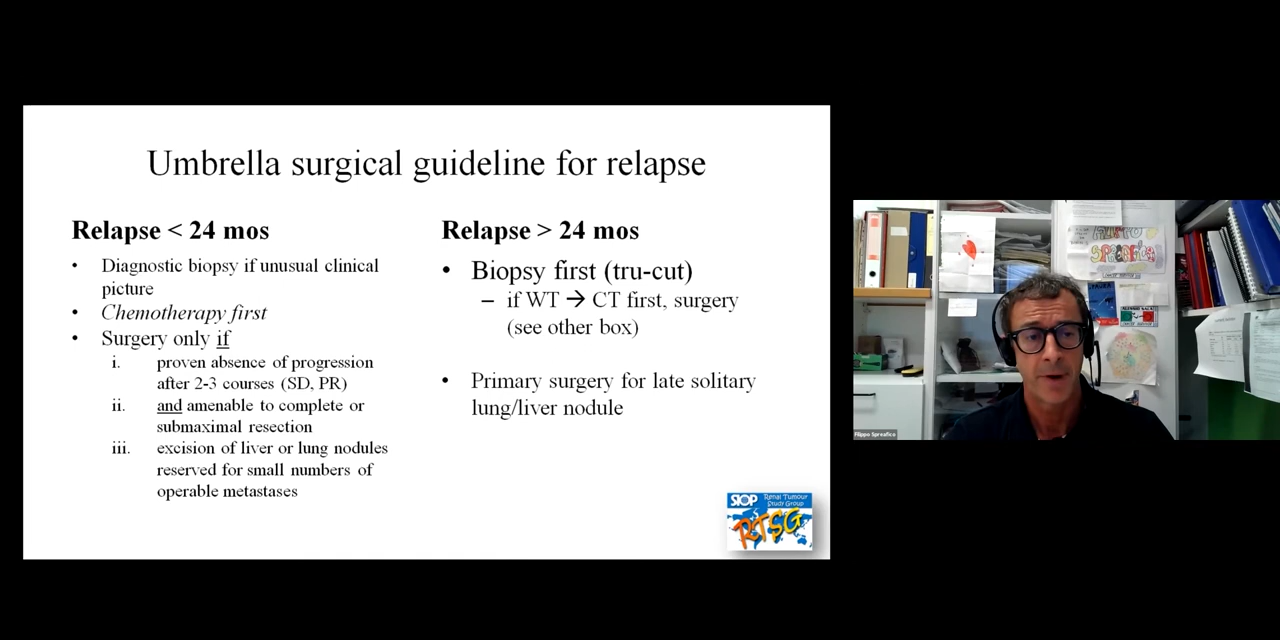 Umbrella surgical guideline for relapse
Relapse < 24 mos
• Diagnostic biopsy if unusual clinical
picture
• Chemotherapy first
• Surgery only if
i. proven absence of progression
after 2-3 courses (SD, PR)
ii. and amenable to complete or
submaximal resection
iii. excision of liver or lung nodules
reserved for small numbers of
operable metastases
Relapse > 24 mos
• Biopsy first (tru-cut)
– if WT → CT first, surgery
(see other box)
• Primary surgery for late solitary
lung/liver nodule
SIOP
Renal Tumour
Study Group
RTSG
Filippo Spreafico